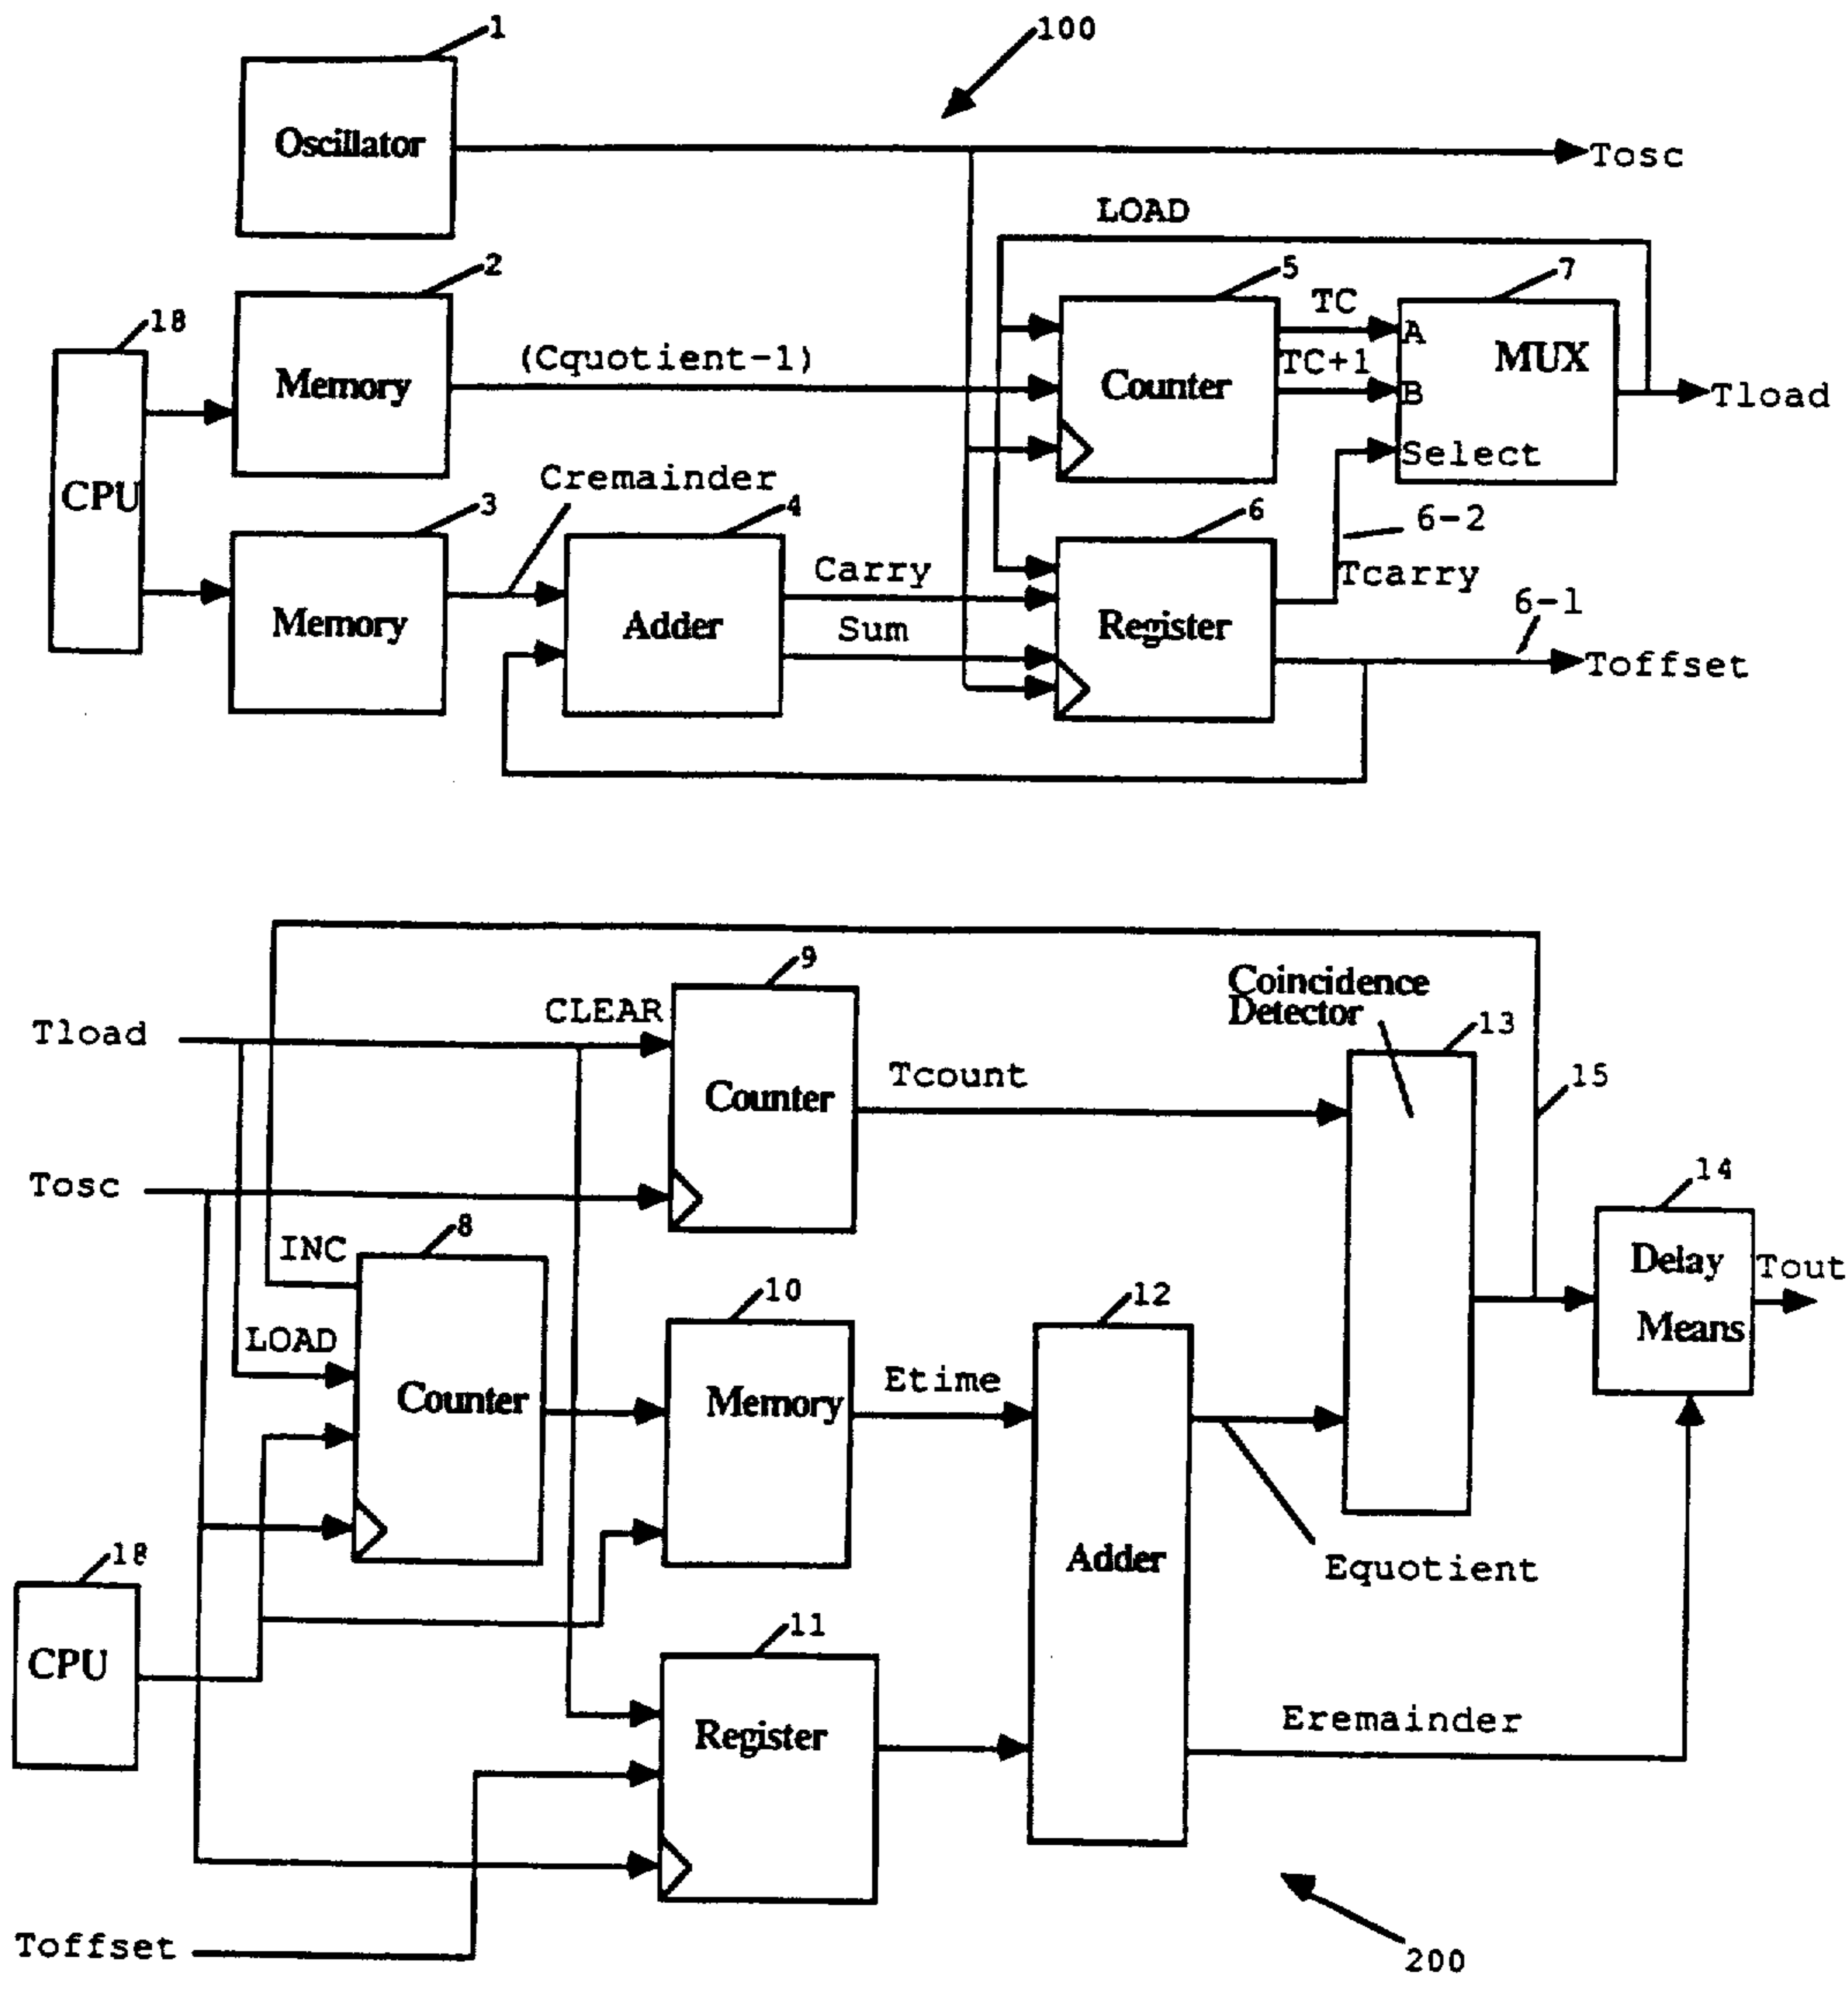 1
100
Oscillator
Tosc
LOAD
2
5
7
18
TC
A
(Cquotient-1)
TC+1
MUX
Memory
Counter
B
Tload
Select
CPU
Cremainder
3
4
6
6-2
Carry
Tcarry
6-1
Memory
Adder
Sum
Register
Toffset
9
Coincidence
Detector
CLEAR
13
Tload
Tcount
15
Counter
14
Tosc
8
INC
Delay
Means
Tout
10
12
LOAD
Etime
Counter
Memory
18
Adder
Equotient
11
CPU
Register
Eremainder
Toffset
200